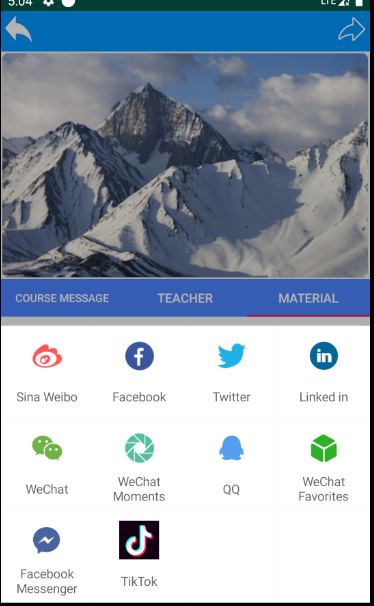 5:04
LTE
COURSE MESSAGE
TEACHER
MATERIAL
Sina Weibo
Facebook
Twitter
Linked in
WeChat
WeChat
Moments
QQ
WeChat
Favorites
Facebook
Messenger
TikTok